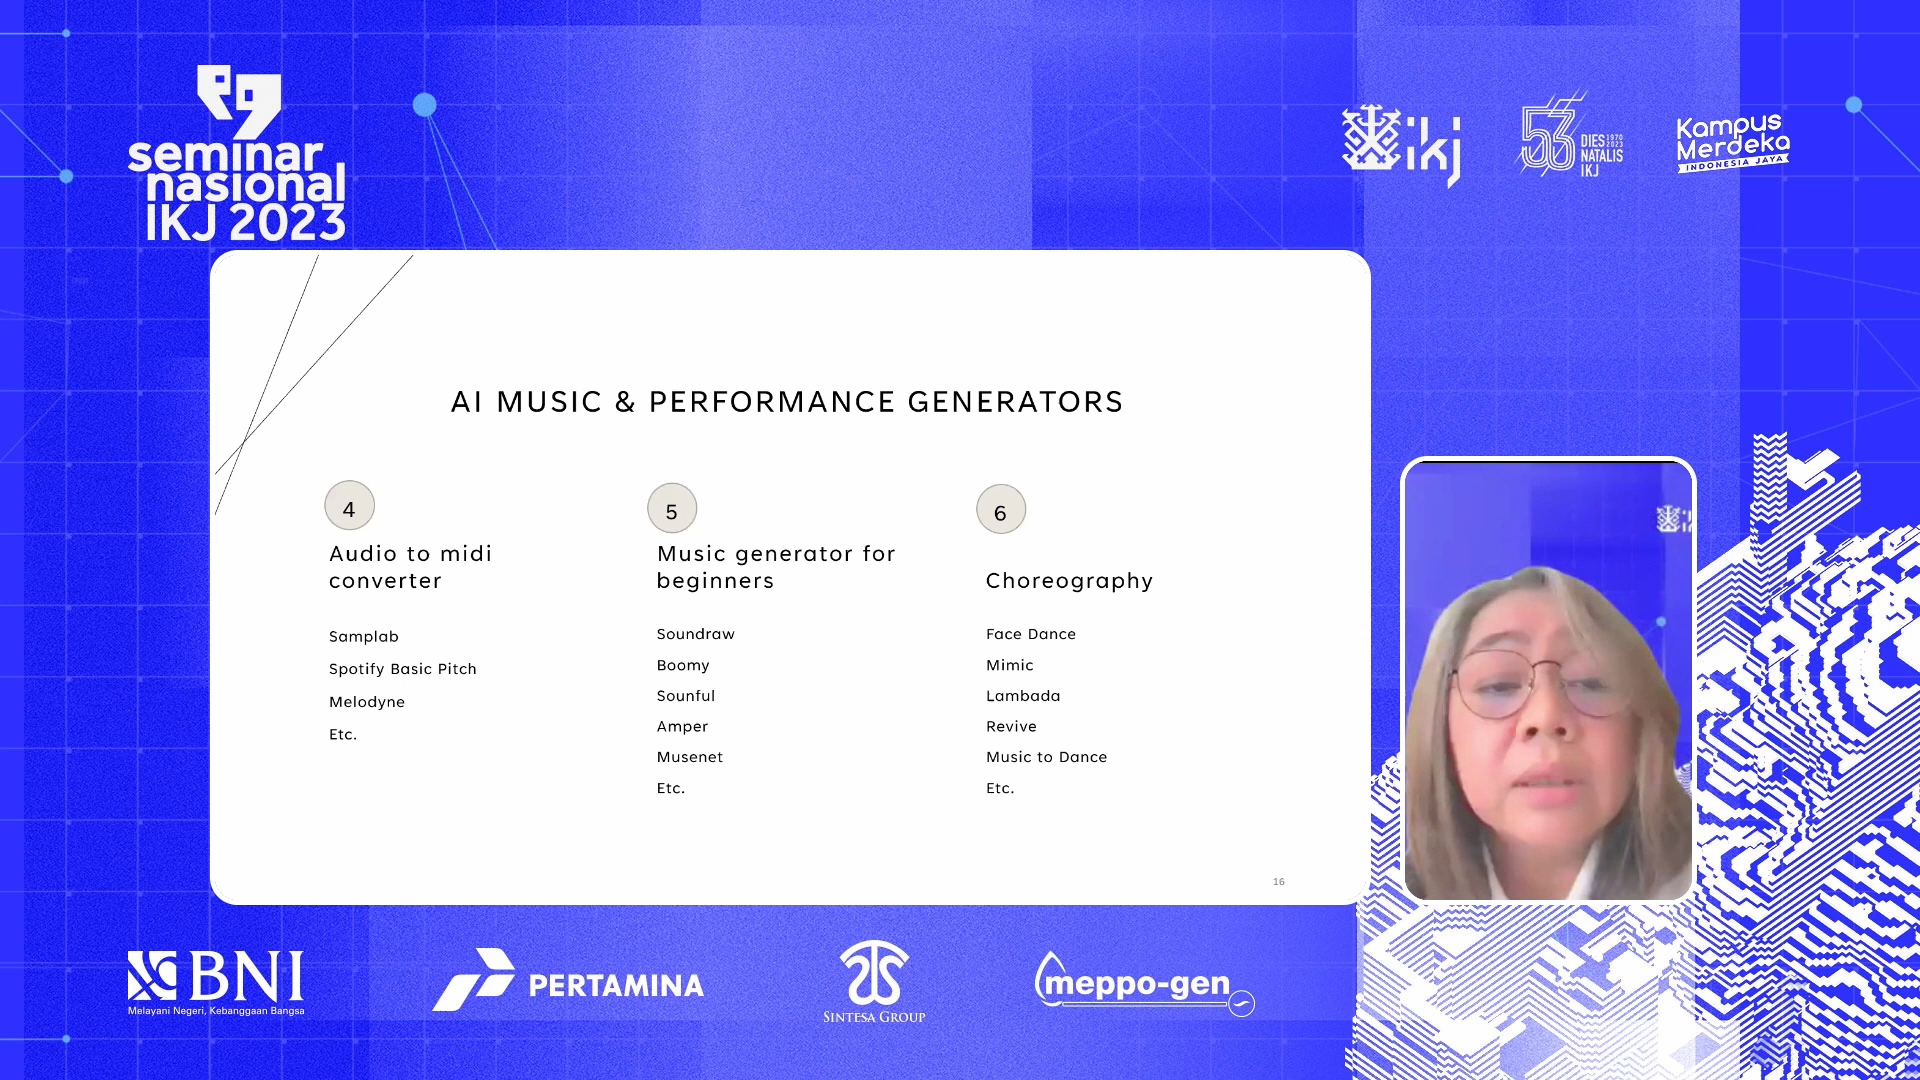 seminar
nasional
IKJ 2023
ikj
53
DIES 1970 2023
NATALIS
IKJ
Kampus
Merdeka
INDONESIA JAYA
AI MUSIC & PERFORMANCE GENERATORS
4
Audio to midi
converter
Samplab
Spotify Basic Pitch
Melodyne
Etc.
5
Music generator for
beginners
Soundraw
Boomy
Sounful
Amper
Musenet
Etc.
6
Choreography
Face Dance
Mimic
Lambada
Revive
Music to Dance
Etc.
16
BNI
Melayani Negeri, Kebanggaan Bangsa
PERTAMINA
SINTESA GROUP
meppo-gen